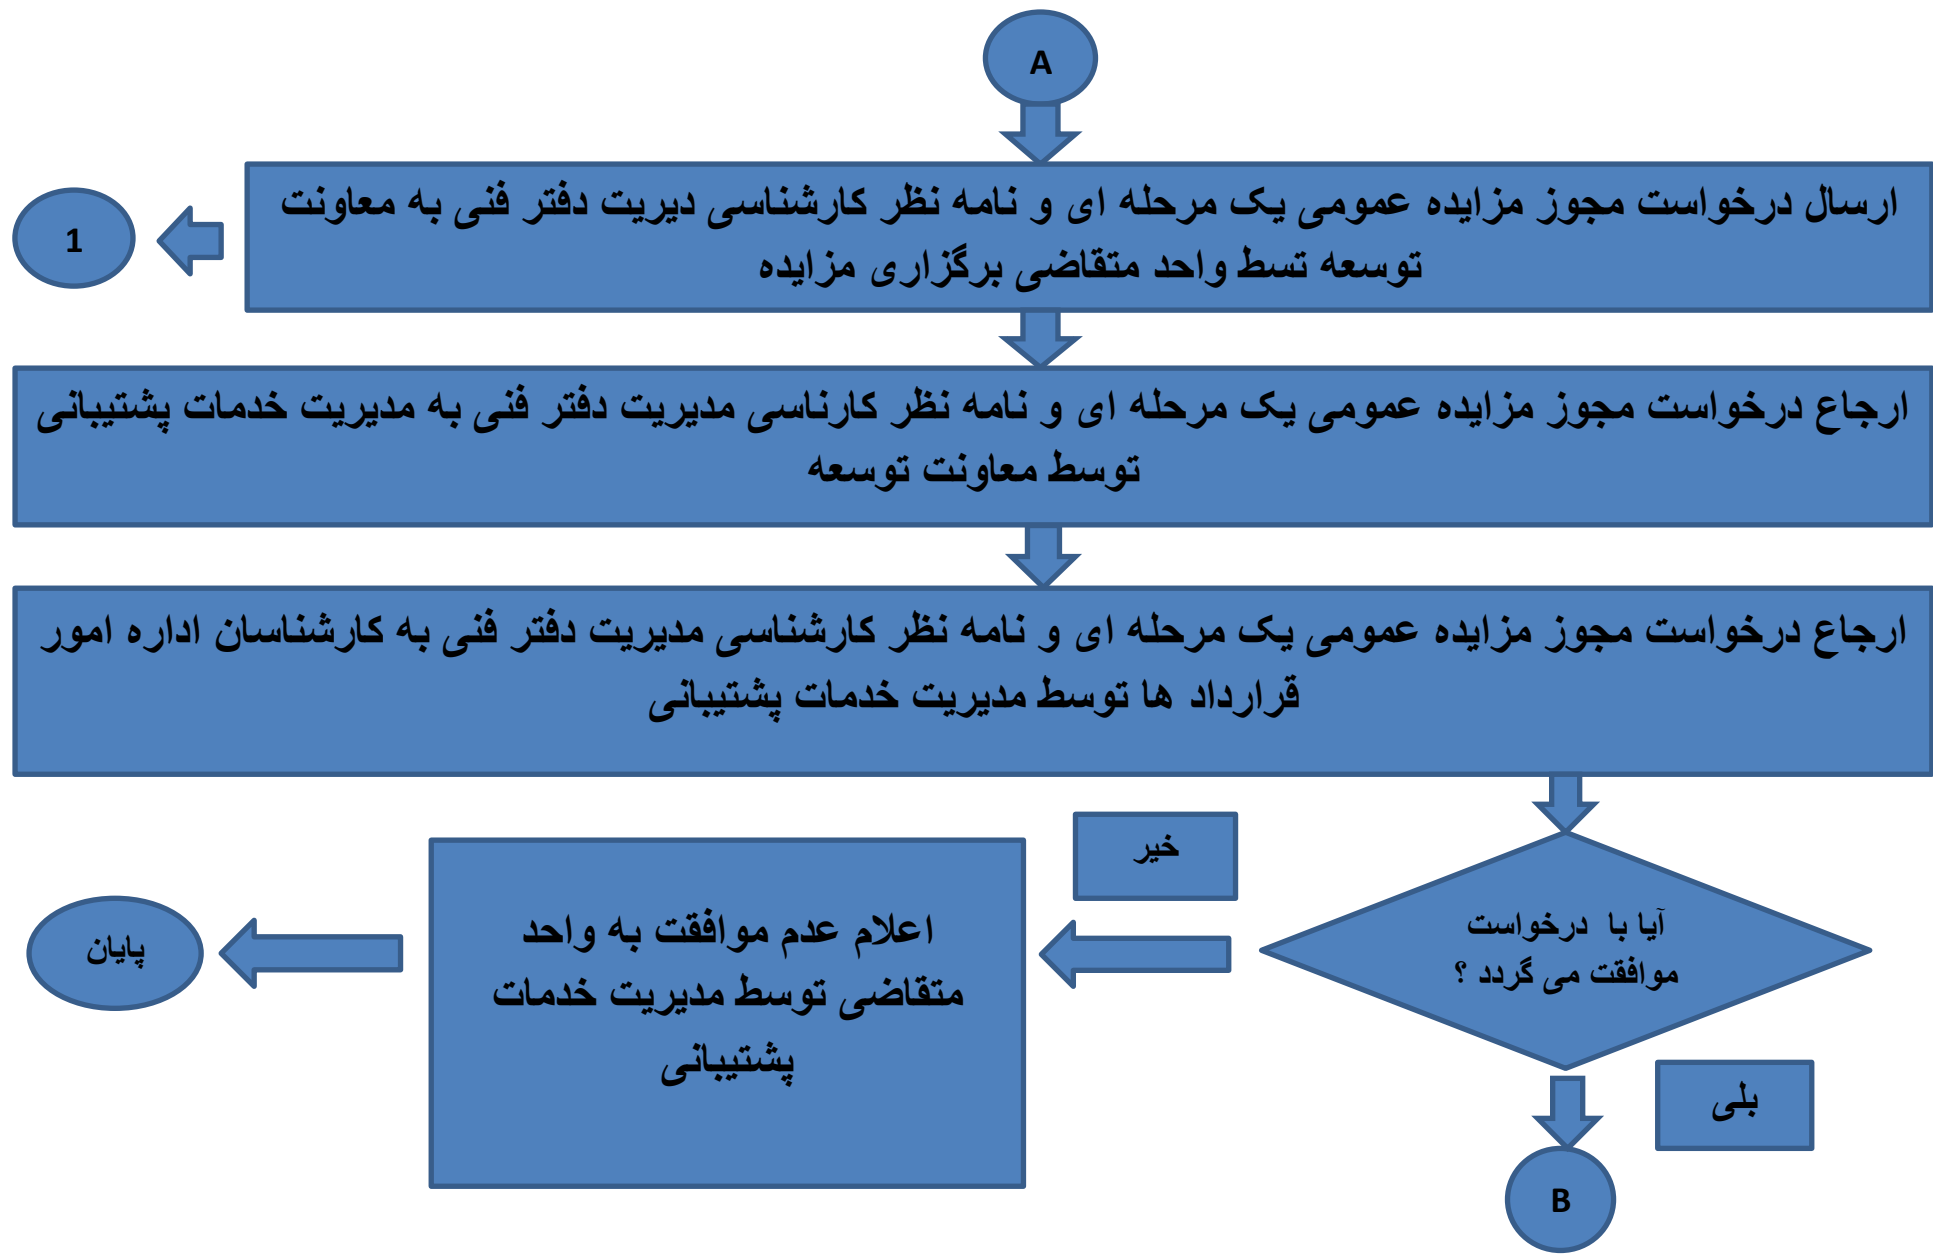 A
ارسال درخواست مجوز مزایده عمومی یک مرحله ای و نامه نظر کارشناسی دیریت دفتر فنی به معاونت
توسعه تسط واحد متقاضی برگزاری مزایده
1
ارجاع درخواست مجوز مزایده عمومی یک مرحله ای و نامه نظر کارناسی مدیریت دفتر فنی به مدیریت خدمات پشتیبانی
توسط معاونت توسعه
ارجاع درخواست مجوز مزایده عمومی یک مرحله ای و نامه نظر کارشناسی مدیریت دفتر فنی به کارشناسان اداره امور
قرارداد ها توسط مدیریت خدمات پشتیبانی
آیا با درخواست
موافقت می گردد ؟
خیر
اعلام عدم موافقت به واحد
متقاضی توسط مدیریت خدمات
پشتیبانی
پایان
بلی
B